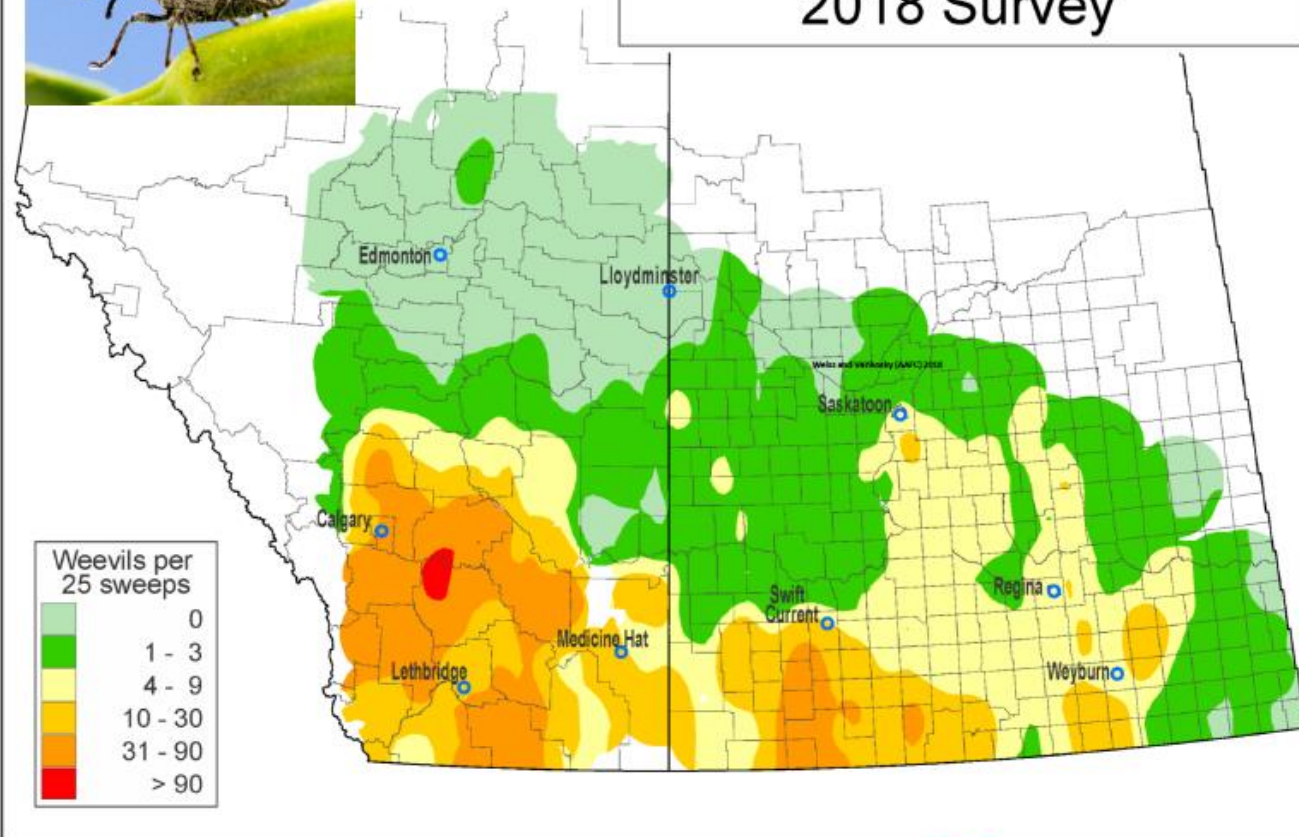 2018 Survey
Edmonton
Lloydminster
Saskatoon
Calgary
Weevils per
25 sweeps
0
1 - 3
4 - 9
10 - 30
31 - 90
> 90
Swift
Current
Regina
Medicine Hat
Lethbridge
Weyburn